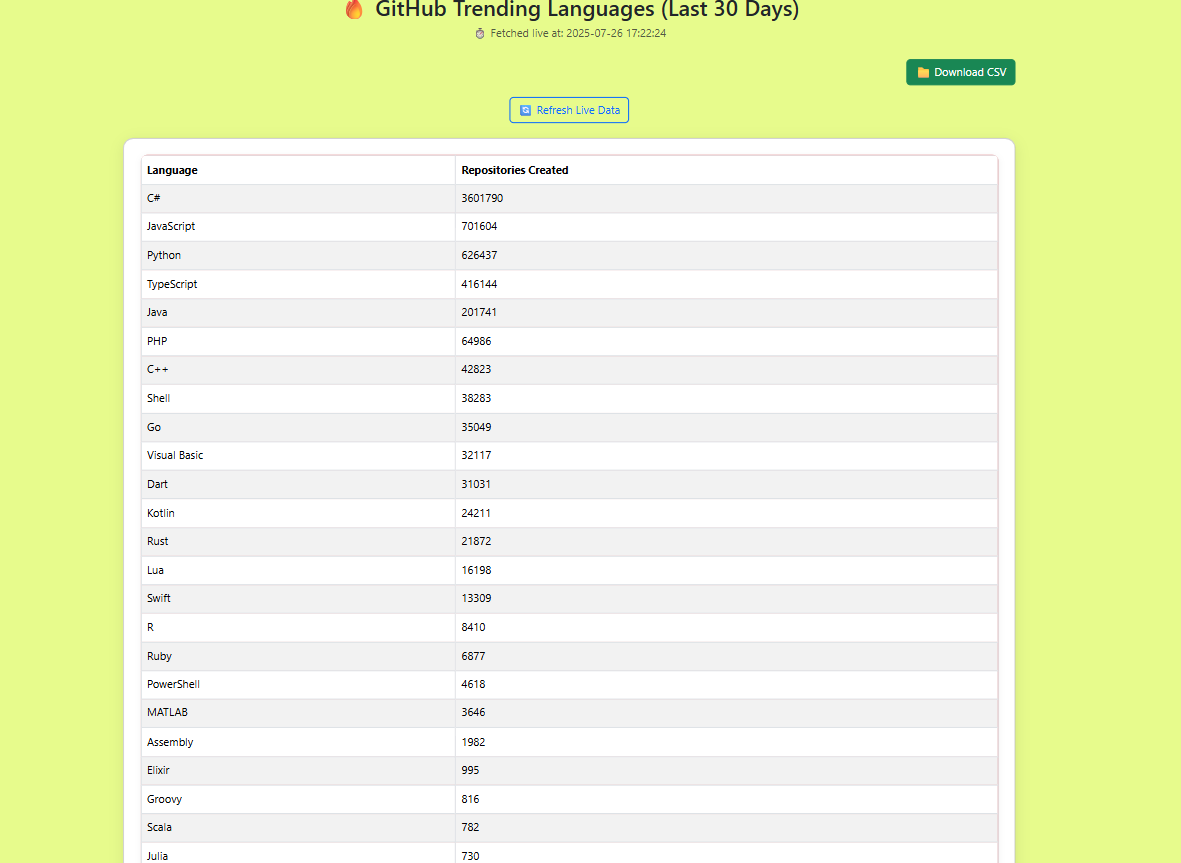 🔥 GitHub Trending Languages (Last 30 Days)
⏱ Fetched live at: 2025-07-26 17:22:24
📁 Download CSV
🔄 Refresh Live Data
Language Repositories Created
C# 3601790
JavaScript 701604
Python 626437
TypeScript 416144
Java 201741
PHP 64986
C++ 42823
Shell 38283
Go 35049
Visual Basic 32117
Dart 31031
Kotlin 24211
Rust 21872
Lua 16198
Swift 13309
R 8410
Ruby 6877
PowerShell 4618
MATLAB 3646
Assembly 1982
Elixir 995
Groovy 816
Scala 782
Julia 730